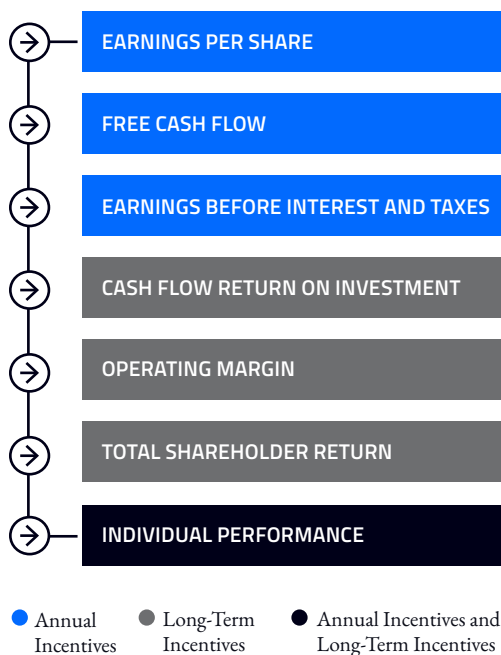 EARNINGS PER SHARE
FREE CASH FLOW
EARNINGS BEFORE INTEREST AND TAXES
CASH FLOW RETURN ON INVESTMENT
OPERATING MARGIN
TOTAL SHAREHOLDER RETURN
INDIVIDUAL PERFORMANCE
Annual
Incentives
Long-Term
Incentives
Annual Incentives and
Long-Term Incentives